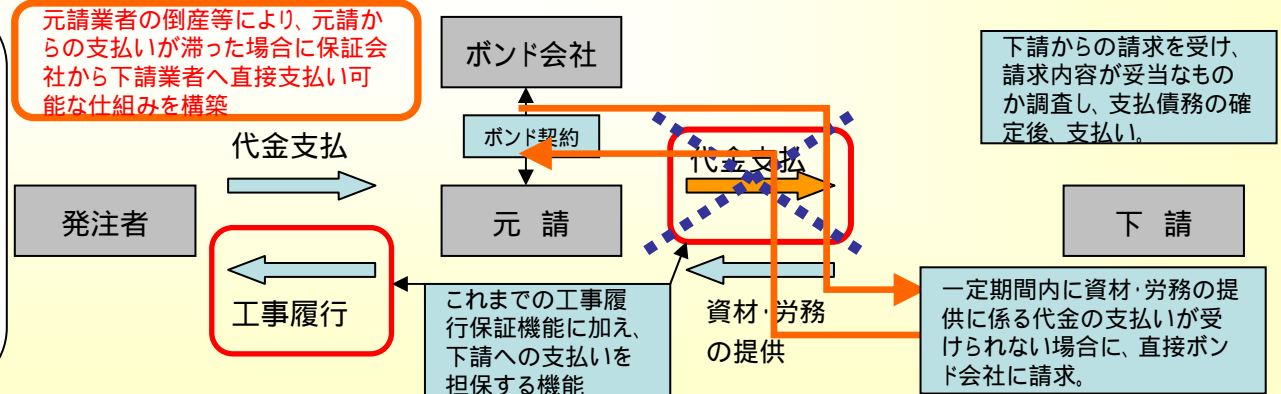 元請業者の倒産等により、元請か
らの支払いが滞った場合に保証会
社から下請業者へ直接支払い可
能な仕組みを構築
ボンド会社
下請からの請求を受け、
請求内容が妥当なもの
か調査し、支払債務の確
定後、支払い。
代金支払
ボンド契約
代金支払
発注者
元 請
下 請
工事履行
これまでの工事履
行保証機能に加え、
下請への支払いを
担保する機能
資材・労務
の提供
一定期間内に資材・労務の提
供に係る代金の支払いが受
けられない場合に、直接ボン
ド会社に請求。